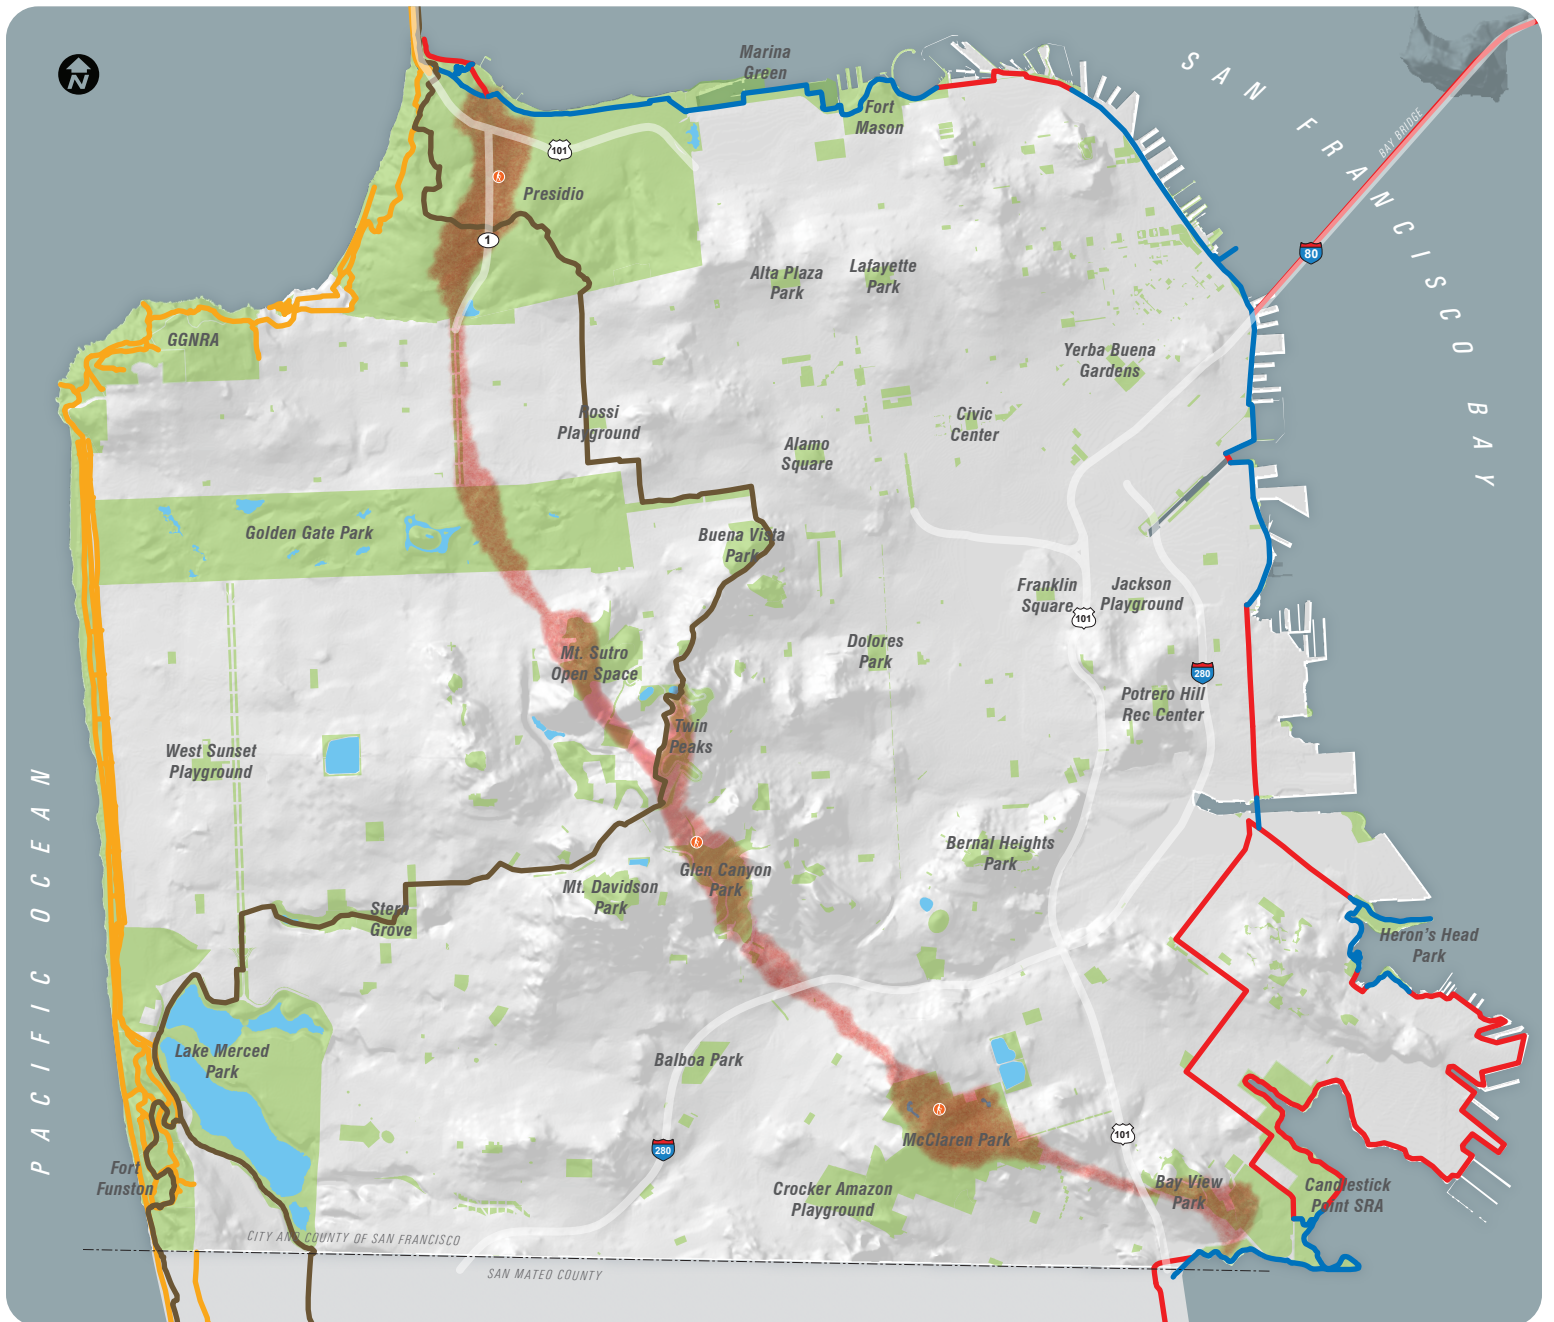 N
SAN FRANCISCO BAY
PACIFIC OCEAN
BAY BRIDGE
Marina
Green
Fort
Mason
101
Presidio
1
80
Alta Plaza
Park
Lafayette
Park
GGNRA
Yerba Buena
Gardens
Rossi
Playground
Civic
Center
Alamo
Square
Golden Gate Park
Buena Vista
Park
Franklin
Square
101
Jackson
Playground
Mt. Sutro
Open Space
Dolores
Park
280
Potrero Hill
Rec Center
Twin
Peaks
West Sunset
Playground
Bernal Heights
Park
Glen Canyon
Park
Mt. Davidson
Park
Stern
Grove
Heron's Head
Park
Lake Merced
Park
Balboa Park
McClaren Park
101
280
Fort
Funston
Crocker Amazon
Playground
Bay View
Park
Candlestick
Point SRA
CITY AND COUNTY OF SAN FRANCISCO
SAN MATEO COUNTY